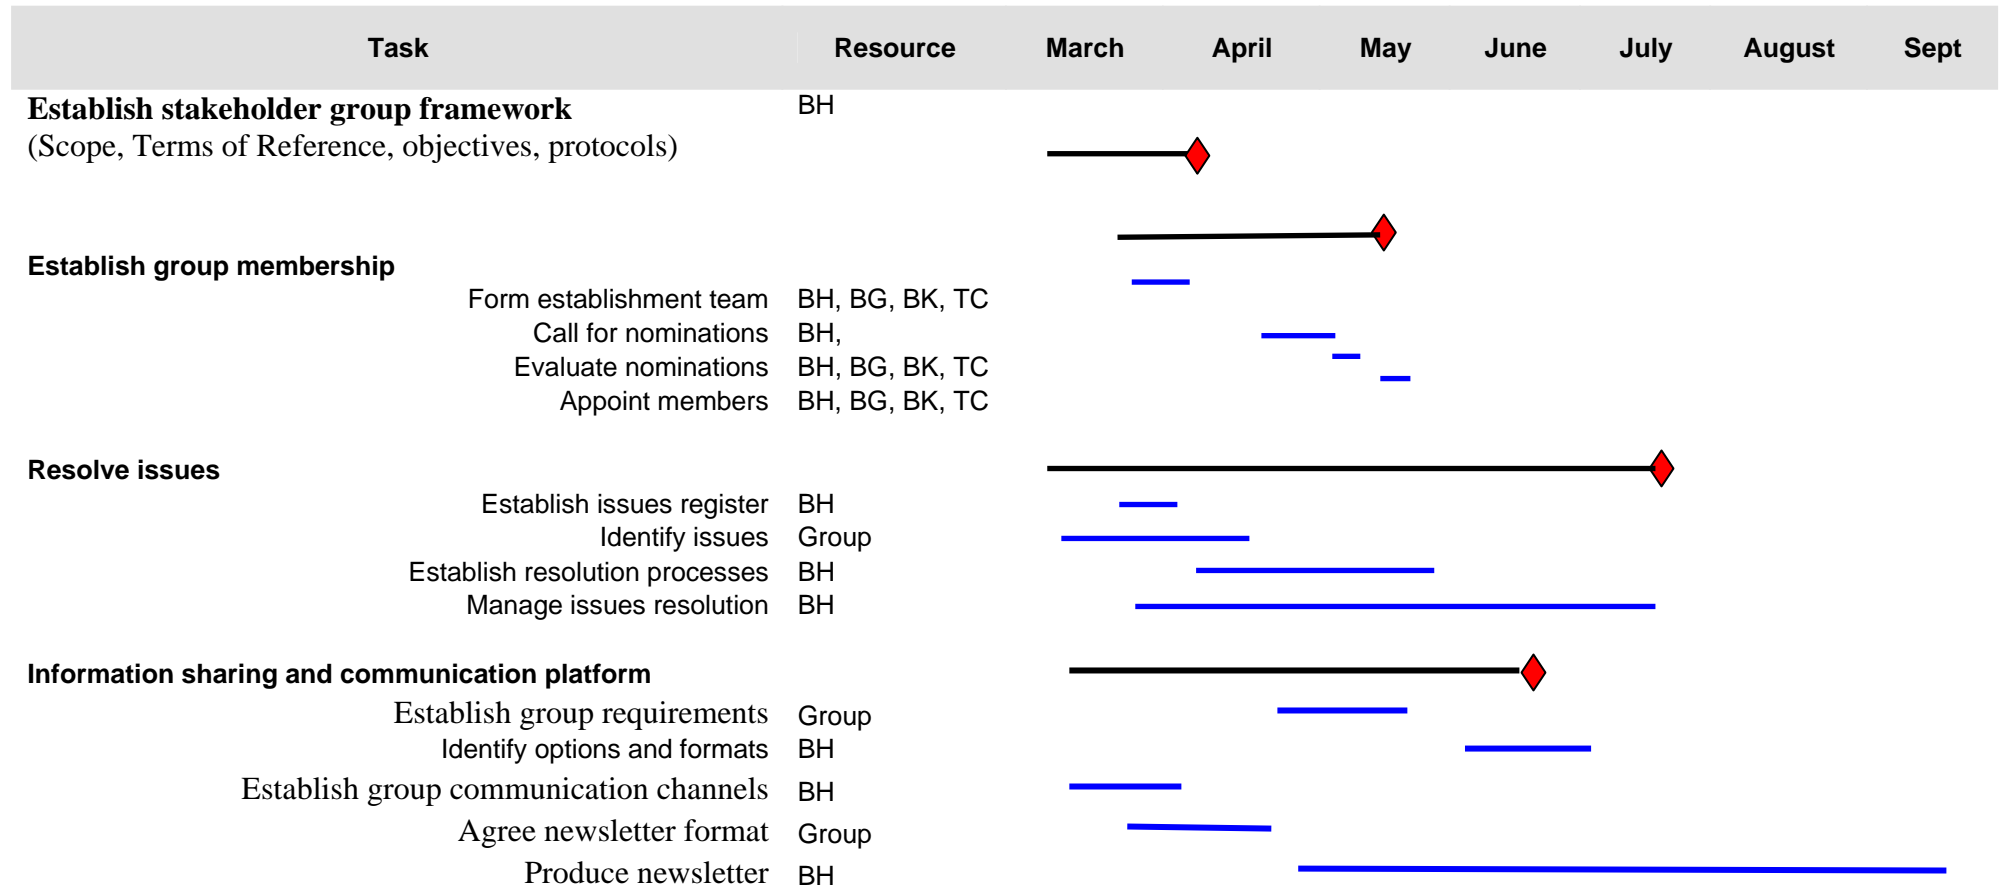 Task Resource March April May June July August Sept
Establish stakeholder group framework BH
(Scope, Terms of Reference, objectives, protocols)
Establish group membership
Form establishment team BH, BG, BK, TC
Call for nominations BH,
Evaluate nominations BH, BG, BK, TC
Appoint members BH, BG, BK, TC
Resolve issues
Establish issues register BH
Identify issues Group
Establish resolution processes BH
Manage issues resolution BH
Information sharing and communication platform
Establish group requirements Group
Identify options and formats BH
Establish group communication channels BH
Agree newsletter format Group
Produce newsletter BH